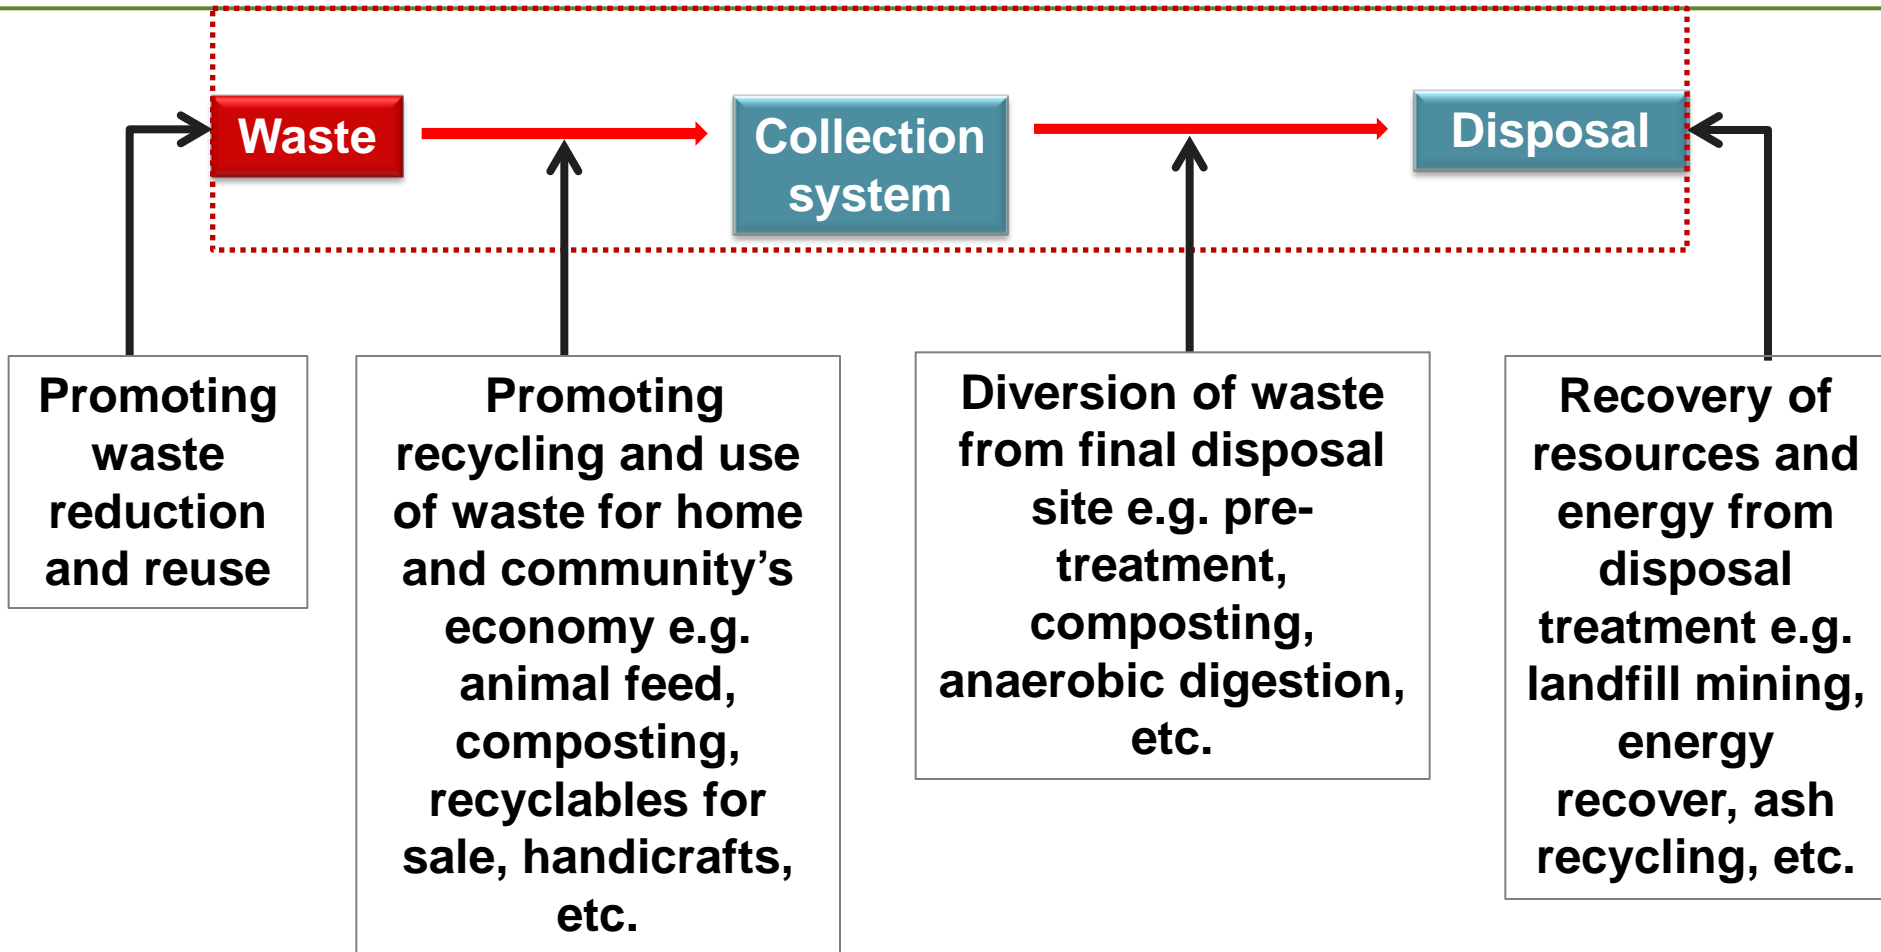 Waste
Collection
system
Disposal
Promoting
waste
reduction
and reuse
Promoting
recycling and use
of waste for home
and community’s
economy e.g.
animal feed,
composting,
recyclables for
sale, handicrafts,
etc.
Diversion of waste
from final disposal
site e.g. pre-
treatment,
composting,
anaerobic digestion,
etc.
Recovery of
resources and
energy from
disposal
treatment e.g.
landfill mining,
energy
recover, ash
recycling, etc.